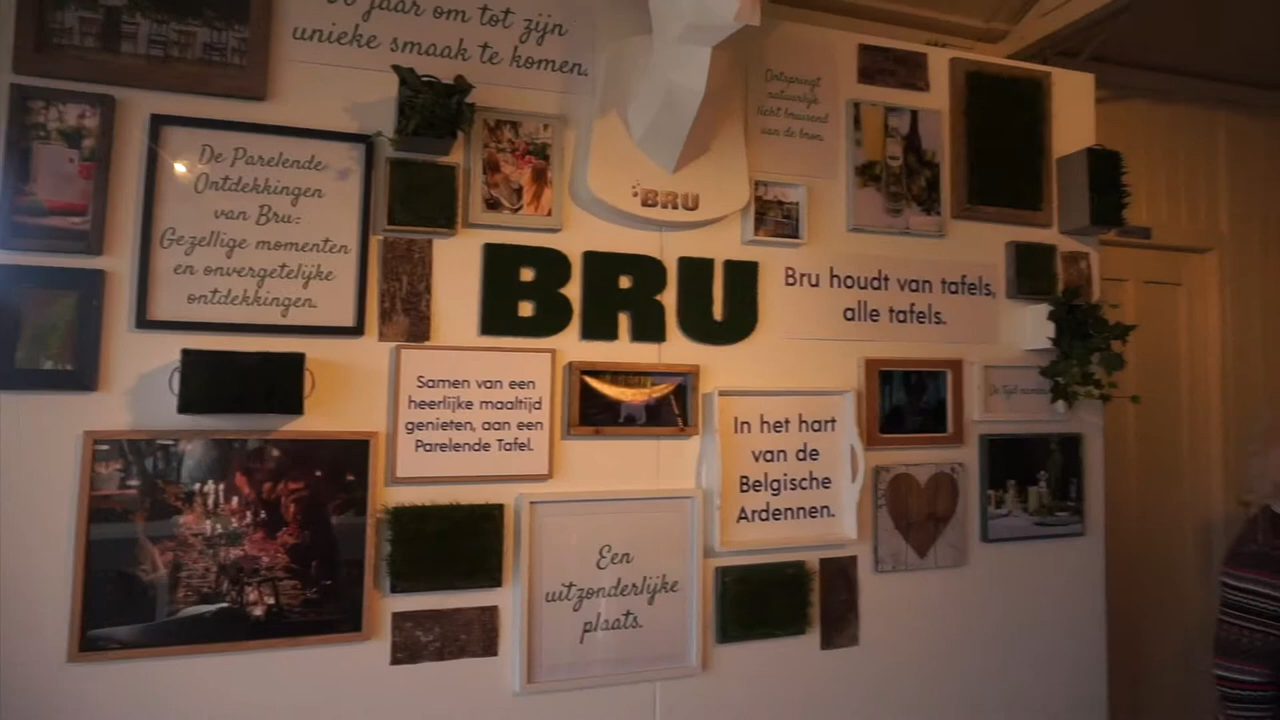 jaar om tot zijn
unieke smaak te komen.
Ontspringt
natuurlijk
licht bruisend
van de bron.
De Parelende
Ontdekkingen
van Bru:
Gezellige momenten
en onvergetelijke
ontdekkingen.
BRU
BRU
Bru houdt van tafels,
alle tafels.
Samen van een
heerlijke maaltijd
genieten, aan een
Parelende Tafel.
In het hart
van de
Belgische
Ardennen.
De Tijd
Een
uitzonderlijke
plaats.